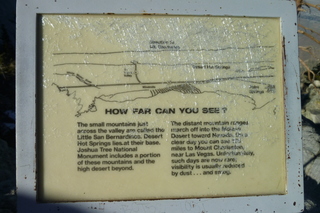 HOW FAR CAN YOU SEE?
The small mountains just
across the valley are called the
Little San Bernardinos. Desert
Hot Springs lies at their base.
Joshua Tree National
Monument includes a portion
of these mountains and the
high desert beyond.
The distant mountain ranges
march off into the
Desert toward Nevada. On a
clear day you can see
miles to Mount Charleston,
near Las Vegas. Unfortunately,
such days are now rare;
visibility is usually reduced
by dust . . . and smog.